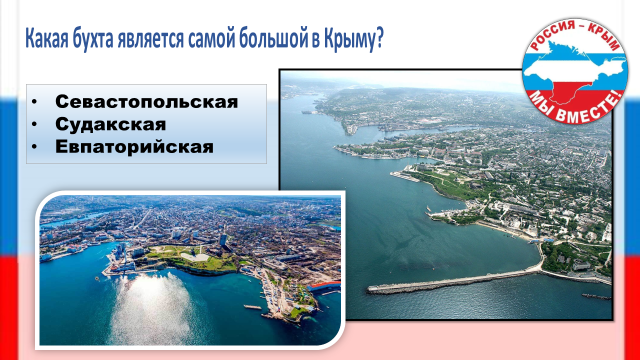 Какая бухта является самой большой в Крыму?
РОССИЯ – КРЫМ
МЫ ВМЕСТЕ!
• Севастопольская
• Судакская
• Евпаторийская